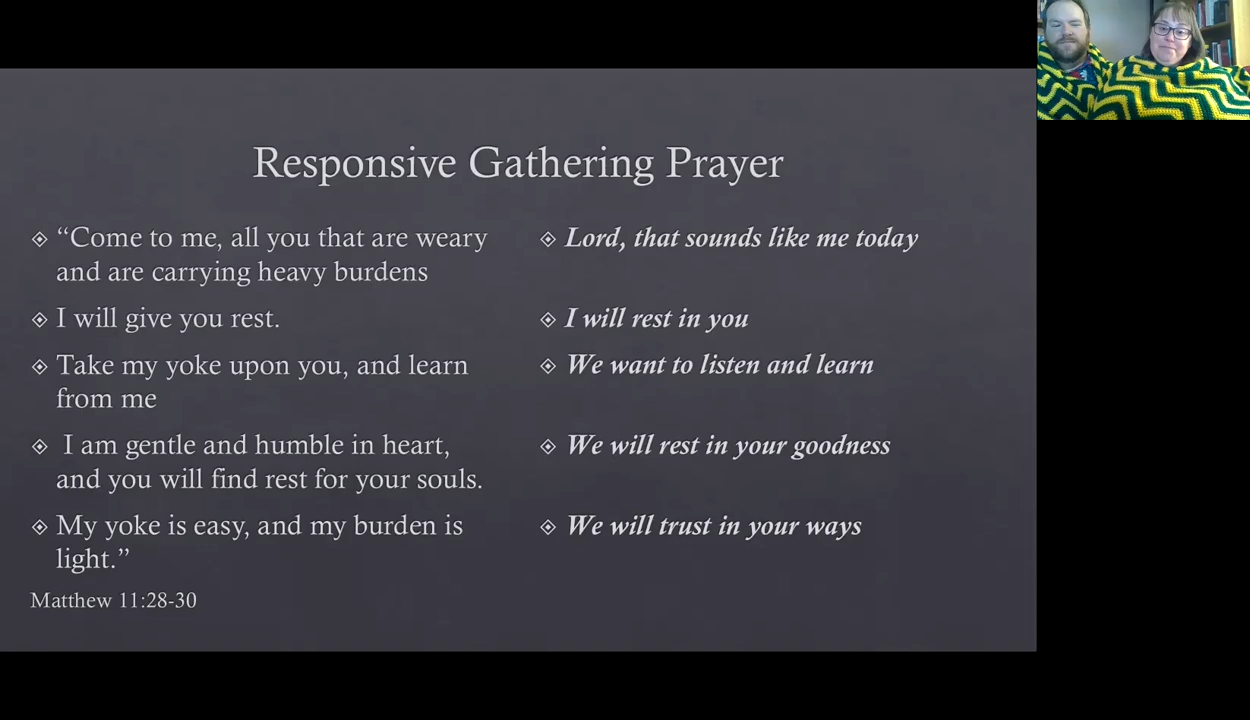 Responsive Gathering Prayer
“Come to me, all you that are weary
and are carrying heavy burdens
I will give you rest.
Take my yoke upon you, and learn
from me
I am gentle and humble in heart,
and you will find rest for your souls.
My yoke is easy, and my burden is
light.”
Matthew 11:28-30
Lord, that sounds like me today
I will rest in you
We want to listen and learn
We will rest in your goodness
We will trust in your ways